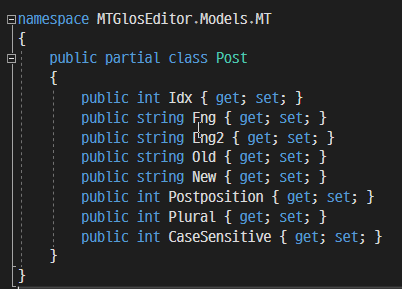 namespace MTGlosEditor.Models.MT
{
public partial class Post
{
public int Idx { get; set; }
public string Eng { get; set; }
public string Eng2 { get; set; }
public string Old { get; set; }
public string New { get; set; }
public int Postposition { get; set; }
public int Plural { get; set; }
public int CaseSensitive { get; set; }
}
}